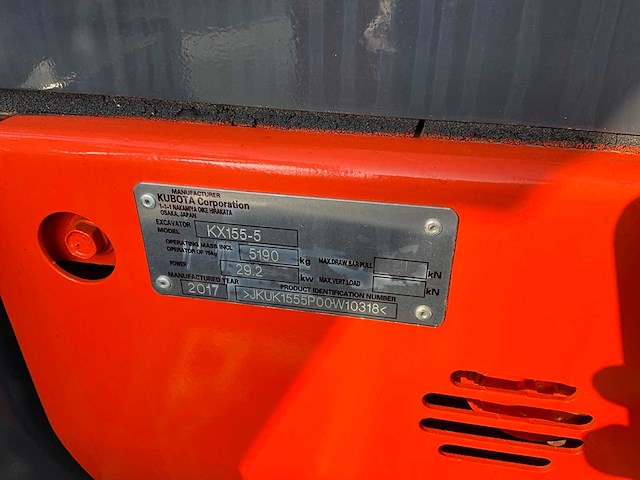 MANUFACTURER
KUBOTA Corporation
1-1-1 NAKAMIYA OIKE HIRAKATA
OSAKA, JAPAN
EXCAVATOR MODEL KX155-5
OPERATING MASS INCL. OPERATOR OF 75kg 5190 kg
POWER 29.2 kW
MAX.DRAW BAR PULL kN
MAX.VERT.LOAD kN
MANUFACTURED YEAR 2017
PRODUCT IDENTIFICATION NUMBER
>JKUK1555P00W10318<